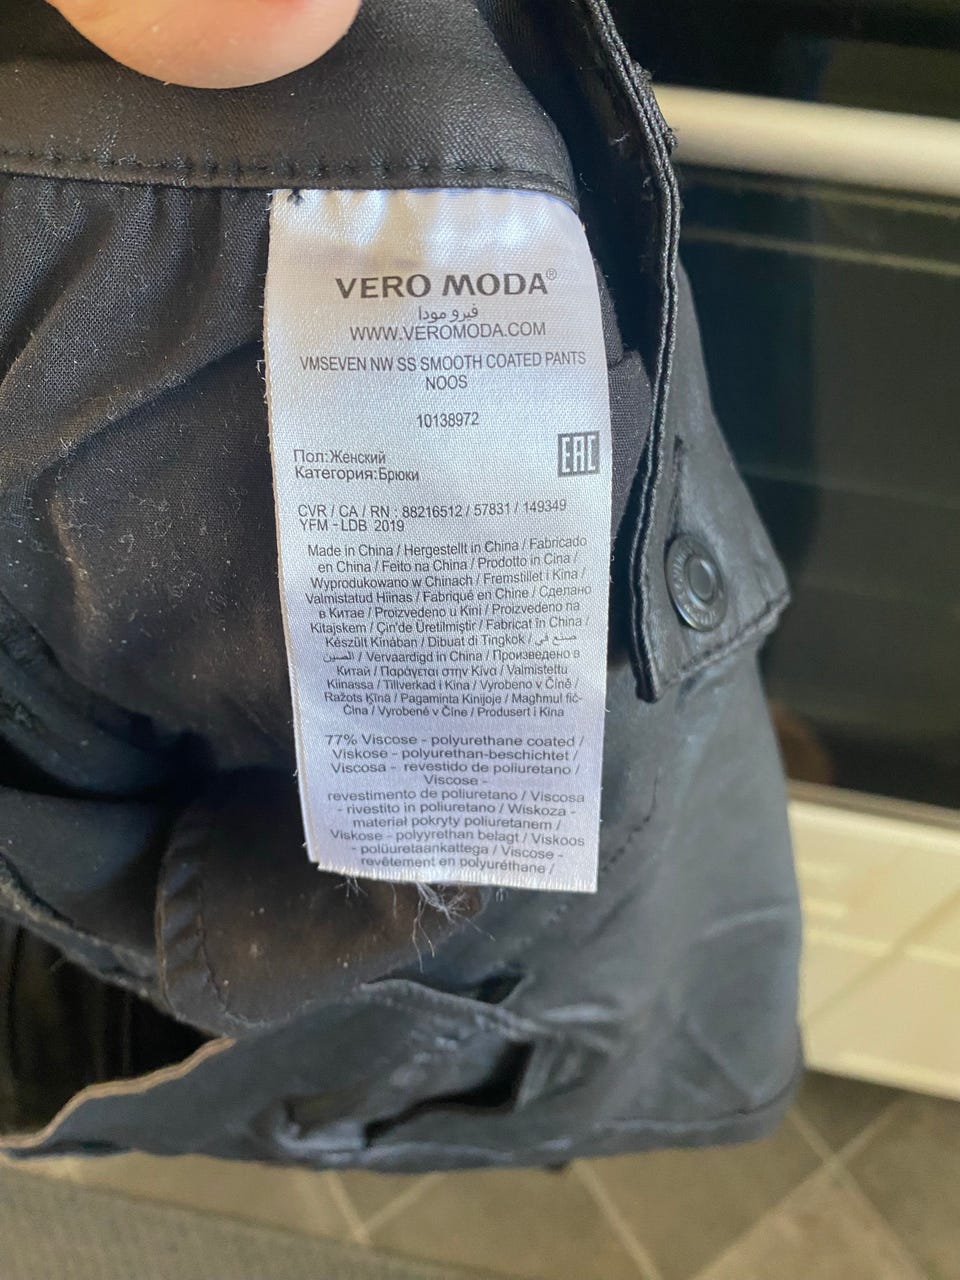 VERO MODA®
فيرو مودا
WWW.VEROMODA.COM
VMSEVEN NW SS SMOOTH COATED PANTS
NOOS
10138972
Пол:Женский
Категория:Брюки
EAC
CVR / CA / RN : 88216512 / 57831 / 149349
YFM - LDB 2019
Made in China / Hergestellt in China / Fabricado
en China / Feito na China / Prodotto in Cina /
Wyprodukowano w Chinach / Fremstillet i Kina /
Valmistatud Hiinas / Fabriqué en Chine / Сделано
в Китае / Proizvedeno u Kini / Proizvedeno na
Kitajskem / Çin'de Üretilmiştir / Fabricat în China /
Készült Kínában / Dibuat di Tingkok / صنع في
الصين / Vervaardigd in China / Произведено в
Китай / Παράγεται στην Κίνα / Valmistettu
Kiinassa / Tillverkad i Kina / Vyrobeno v Číně /
Ražots Ķīnā / Pagaminta Kinijoje / Magħmul fiċ-
Ċina / Vyrobené v Číne / Produsert i Kina
77% Viscose - polyurethane coated /
Viskose - polyurethan-beschichtet /
Viscosa - revestido de poliuretano /
Viscose -
revestimento de poliuretano / Viscosa
- rivestito in poliuretano / Wiskoza -
materiał pokryty poliuretanem /
Viskose - polyyrethan belagt / Viskoos
- polüuretaankattega / Viscose -
revêtement en polyuréthane /